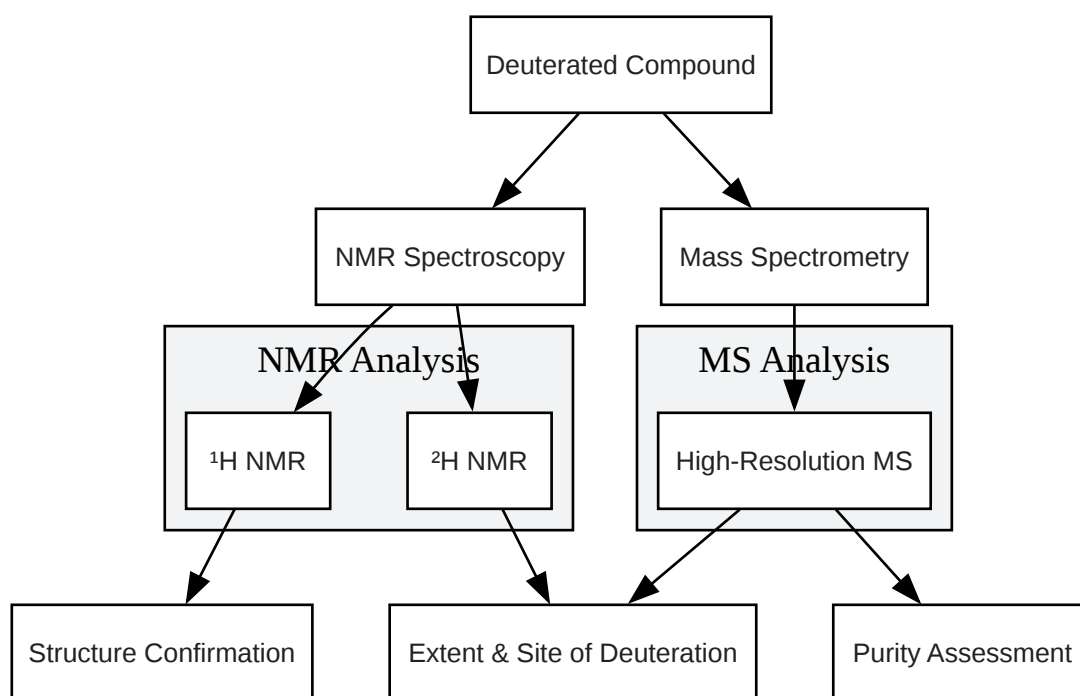 Deuterated Compound
NMR Spectroscopy
Mass Spectrometry
NMR Analysis
MS Analysis
¹H NMR
²H NMR
High-Resolution MS
Structure Confirmation
Extent & Site of Deuteration
Purity Assessment